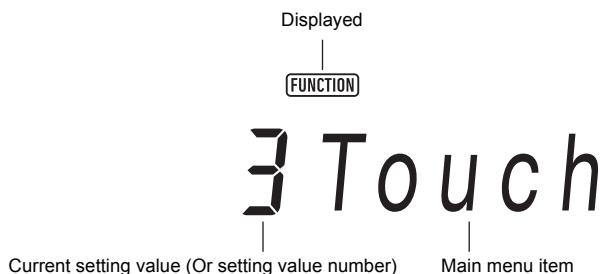 Displayed
FUNCTION
3 Touch
Current setting value (Or setting value number) Main menu item